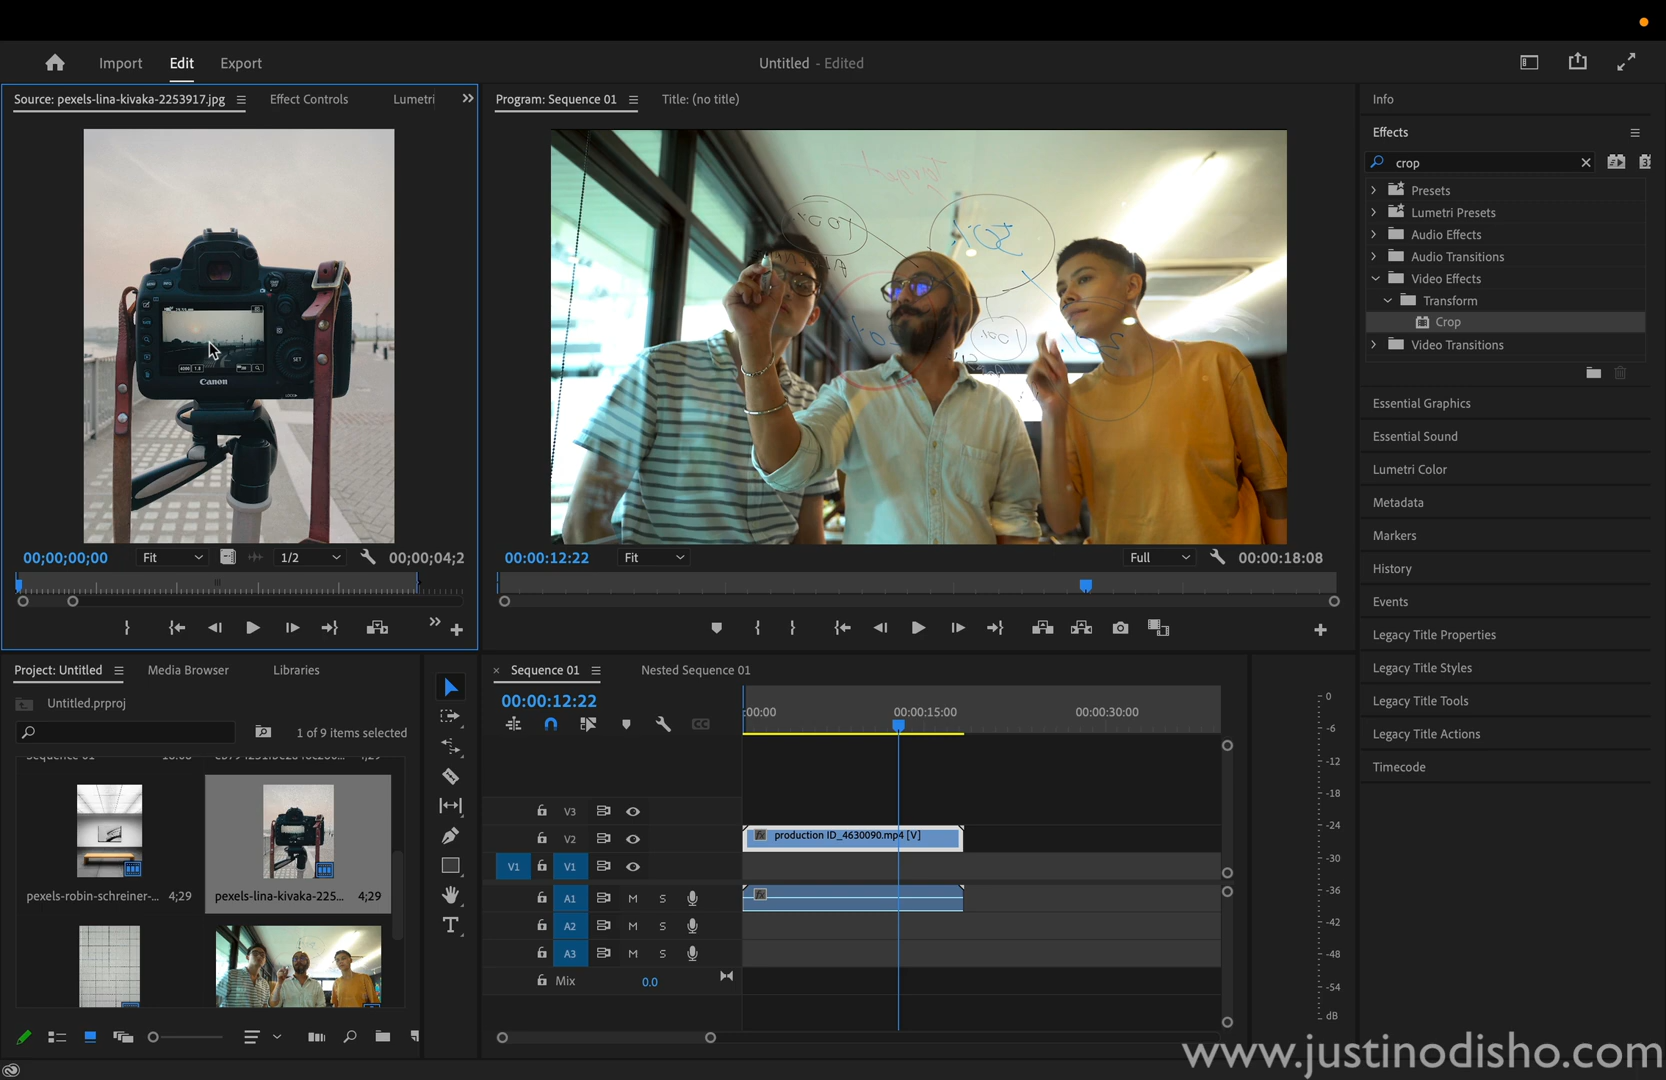 Import Edit Export Untitled - Edited
Source: pexels-lina-kivaka-2253917.jpg Effect Controls Lumetri
Program: Sequence 01 Title: (no title)
Canon
SET
00;00;00;00 Fit 1/2 00;00;04;2
00:00:12:22 Fit Full 00:00:18:08
Info
Effects
crop
Presets
Lumetri Presets
Audio Effects
Audio Transitions
Video Effects
Transform
Crop
Video Transitions
Essential Graphics
Essential Sound
Lumetri Color
Metadata
Markers
History
Events
Legacy Title Properties
Legacy Title Styles
Legacy Title Tools
Legacy Title Actions
Timecode
Project: Untitled Media Browser Libraries
Untitled.prproj
1 of 9 items selected
pexels-robin-schreiner-... 4;29
pexels-lina-kivaka-225... 4;29
Sequence 01 Nested Sequence 01
00:00:12:22
:00:00 00:00:15:00 00:00:30:00
V3
V2 production ID_4630090.mp4 [V]
V1 V1
A1 M S
A2 M S
A3 M S
Mix 0.0
0
-6
-12
-18
-24
-30
-36
-42
-48
-54
dB
www.justinodisho.com